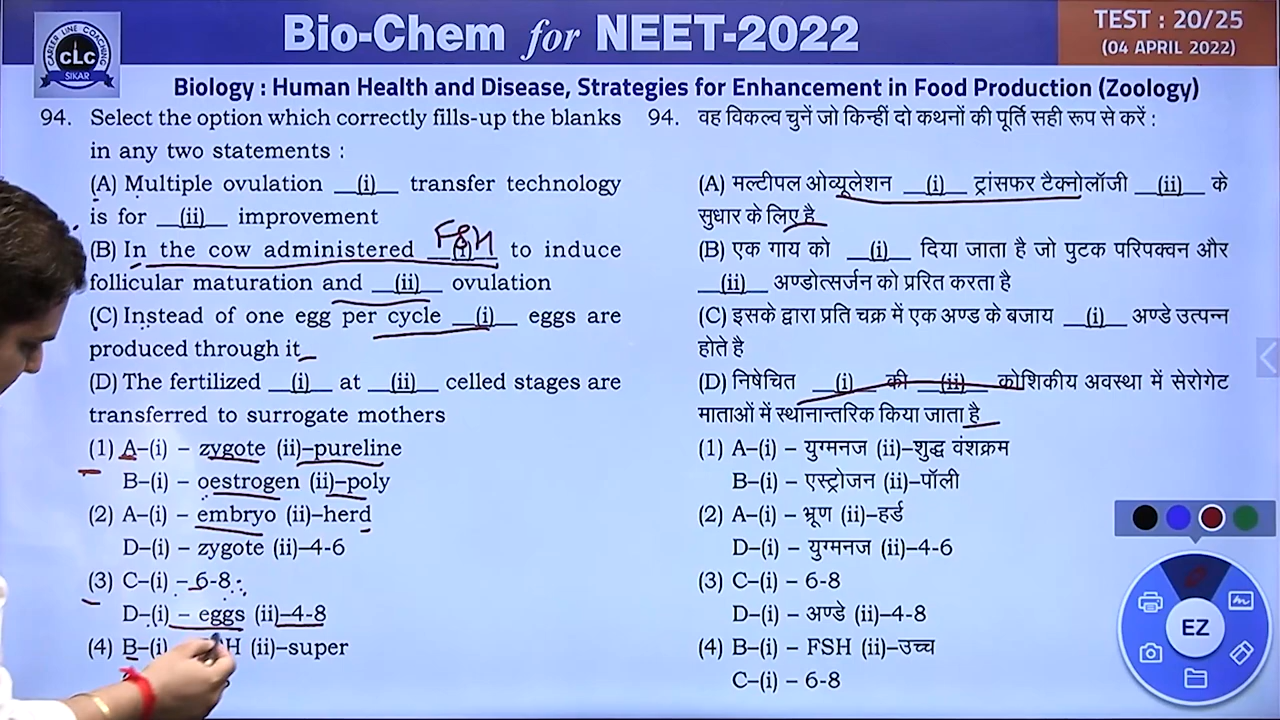 CAREER LINE COACHING
CLC
SIKAR
Bio-Chem for NEET-2022
TEST : 20/25
(04 APRIL 2022)
Biology : Human Health and Disease, Strategies for Enhancement in Food Production (Zoology)
94. Select the option which correctly fills-up the blanks
in any two statements :
(A) Multiple ovulation __(i)__ transfer technology
is for __(ii)__ improvement
FSH
(B) In the cow administered __(i)__ to induce
follicular maturation and __(ii)__ ovulation
(C) Instead of one egg per cycle __(i)__ eggs are
produced through it
(D) The fertilized __(i)__ at __(ii)__ celled stages are
transferred to surrogate mothers
(1) A–(i) – zygote (ii)–pureline
B–(i) – oestrogen (ii)–poly
(2) A–(i) – embryo (ii)–herd
D–(i) – zygote (ii)–4-6
(3) C–(i) – 6-8
D–(i) – eggs (ii)–4-8
(4) B–(i) H (ii)–super
94. वह विकल्व चुनें जो किन्हीं दो कथनों की पूर्ति सही रूप से करें :
(A) मल्टीपल ओव्यूलेशन __(i)__ ट्रांसफर टैक्नोलॉजी __(ii)__ के
सुधार के लिए है
(B) एक गाय को __(i)__ दिया जाता है जो पुटक परिपक्वन और
__(ii)__ अण्डोत्सर्जन को प्ररित करता है
(C) इसके द्वारा प्रति चक्र में एक अण्ड के बजाय __(i)__ अण्डे उत्पन्न
होते है
(D) निषेचित __(i)__ की __(ii)__ कोशिकीय अवस्था में सेरोगेट
माताओं में स्थानान्तरिक किया जाता है
(1) A–(i) – युग्मनज (ii)–शुद्ध वंशक्रम
B–(i) – एस्ट्रोजन (ii)–पॉली
(2) A–(i) – भ्रूण (ii)–हर्ड
D–(i) – युग्मनज (ii)–4-6
(3) C–(i) – 6-8
D–(i) – अण्डे (ii)–4-8
(4) B–(i) – FSH (ii)–उच्च
C–(i) – 6-8
EZ